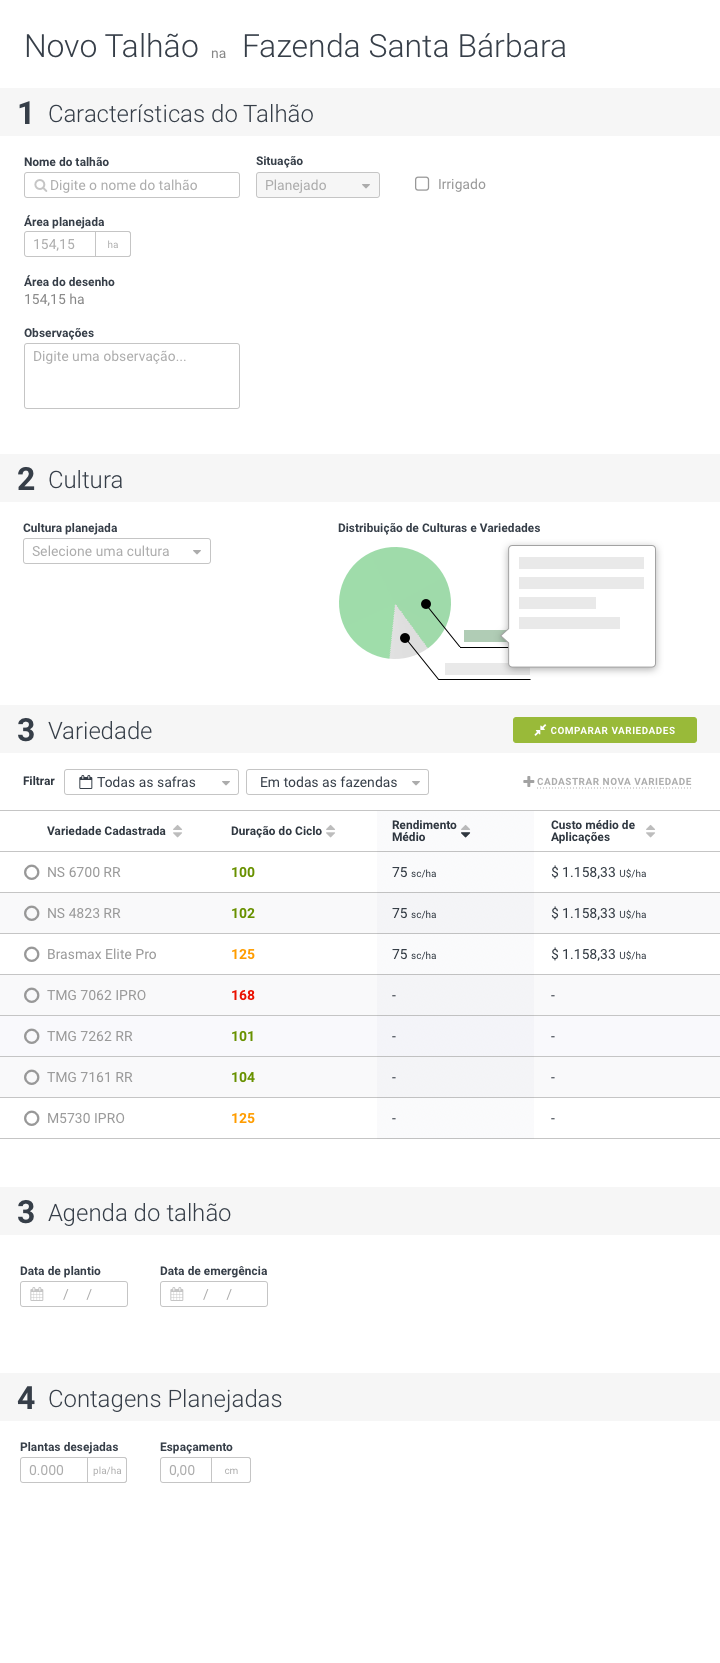 Novo Talhão na Fazenda Santa Bárbara
1 Características do Talhão
Nome do talhão
Situação
Digite o nome do talhão
Planejado
Irrigado
Área planejada
154,15 ha
Área do desenho
154,15 ha
Observações
Digite uma observação...
2 Cultura
Cultura planejada
Selecione uma cultura
Distribuição de Culturas e Variedades
3 Variedade
COMPARAR VARIEDADES
Filtrar Todas as safras Em todas as fazendas CADASTRAR NOVA VARIEDADE
Variedade Cadastrada
Duração do Ciclo
Rendimento
Médio
Custo médio de
Aplicações
NS 6700 RR 100 75 sc/ha $ 1.158,33 U$/ha
NS 4823 RR 102 75 sc/ha $ 1.158,33 U$/ha
Brasmax Elite Pro 125 75 sc/ha $ 1.158,33 U$/ha
TMG 7062 IPRO 168 - -
TMG 7262 RR 101 - -
TMG 7161 RR 104 - -
M5730 IPRO 125 - -
3 Agenda do talhão
Data de plantio
Data de emergência
/ /
/ /
4 Contagens Planejadas
Plantas desejadas
Espaçamento
0.000 pla/ha
0,00 cm